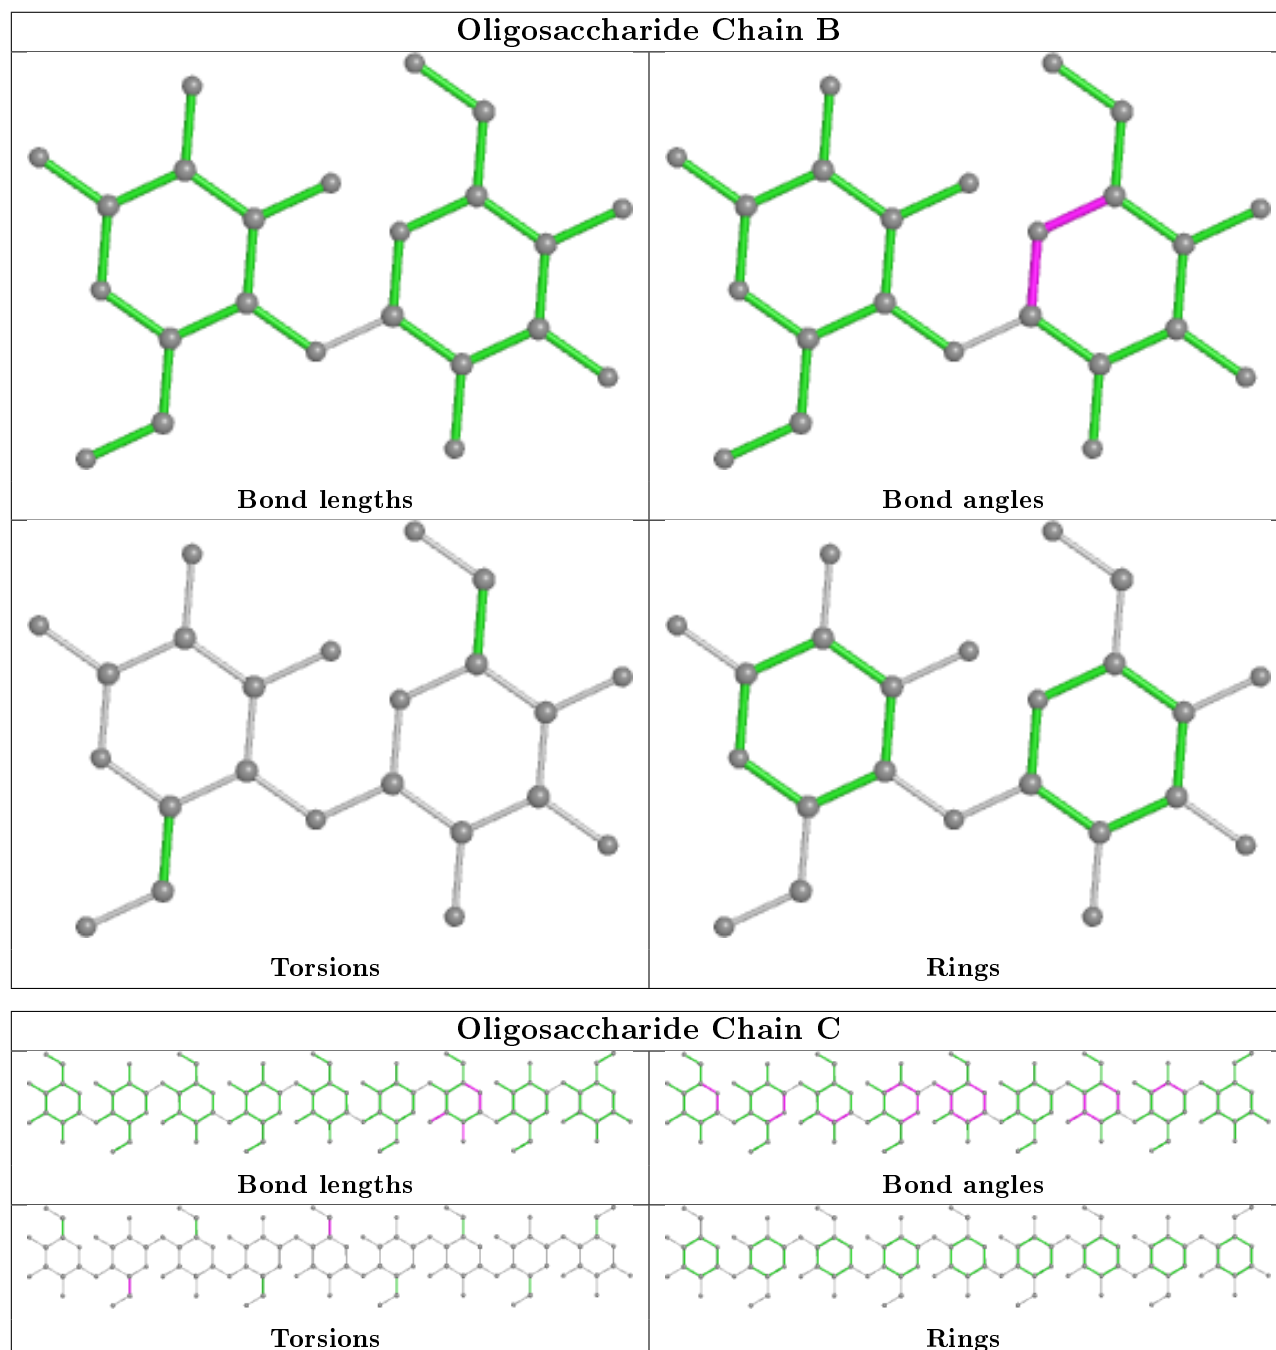 Oligosaccharide Chain B
Bond lengths
Bond angles
Torsions
Rings
Oligosaccharide Chain C
Bond lengths
Bond angles
Torsions
Rings